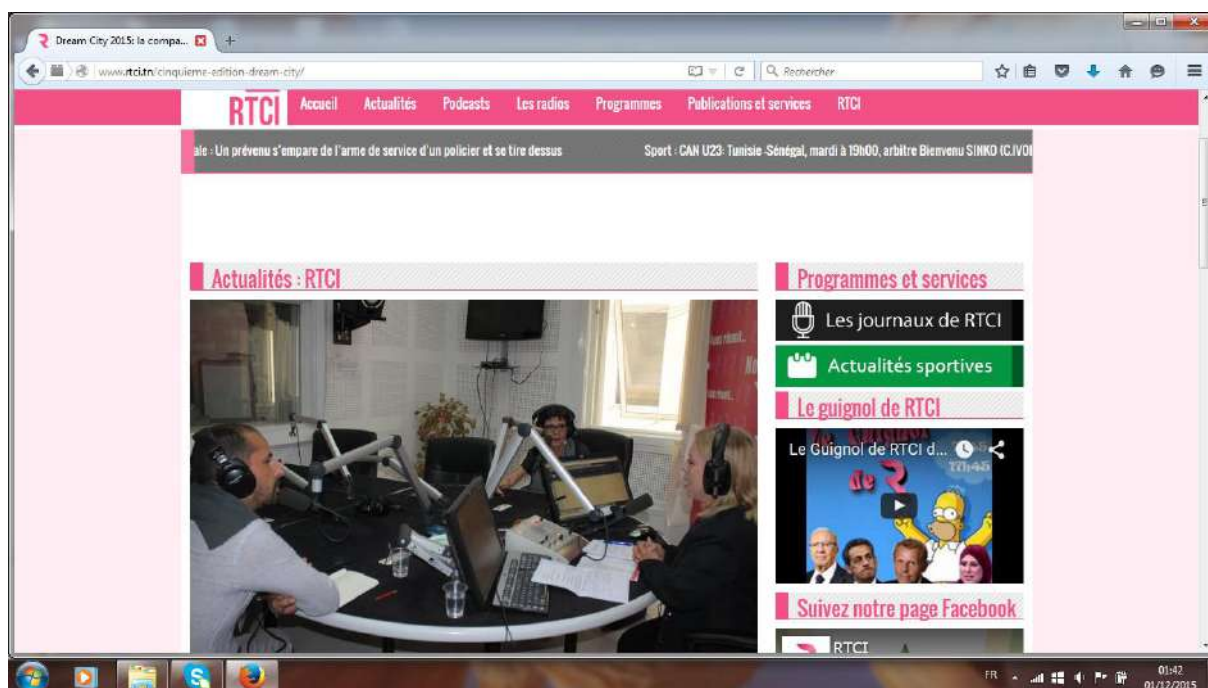 Dream City 2015: la compa...
www.rtci.tn/cinquieme-edition-dream-city/
Rechercher
RTCI Accueil Actualités Podcasts Les radios Programmes Publications et services RTCI
ale : Un prévenu s'empare de l'arme de service d'un policier et se tire dessus Sport : CAN U23: Tunisie-Sénégal, mardi à 19h00, arbitre Bienvenu SINKO (C.IVOI
Actualités : RTCI
Programmes et services
Les journaux de RTCI
Actualités sportives
Le guignol de RTCI
Le Guignol de RTCI d...
17h45
de
Suivez notre page Facebook
RTCI
FR
01:42
01/12/2015